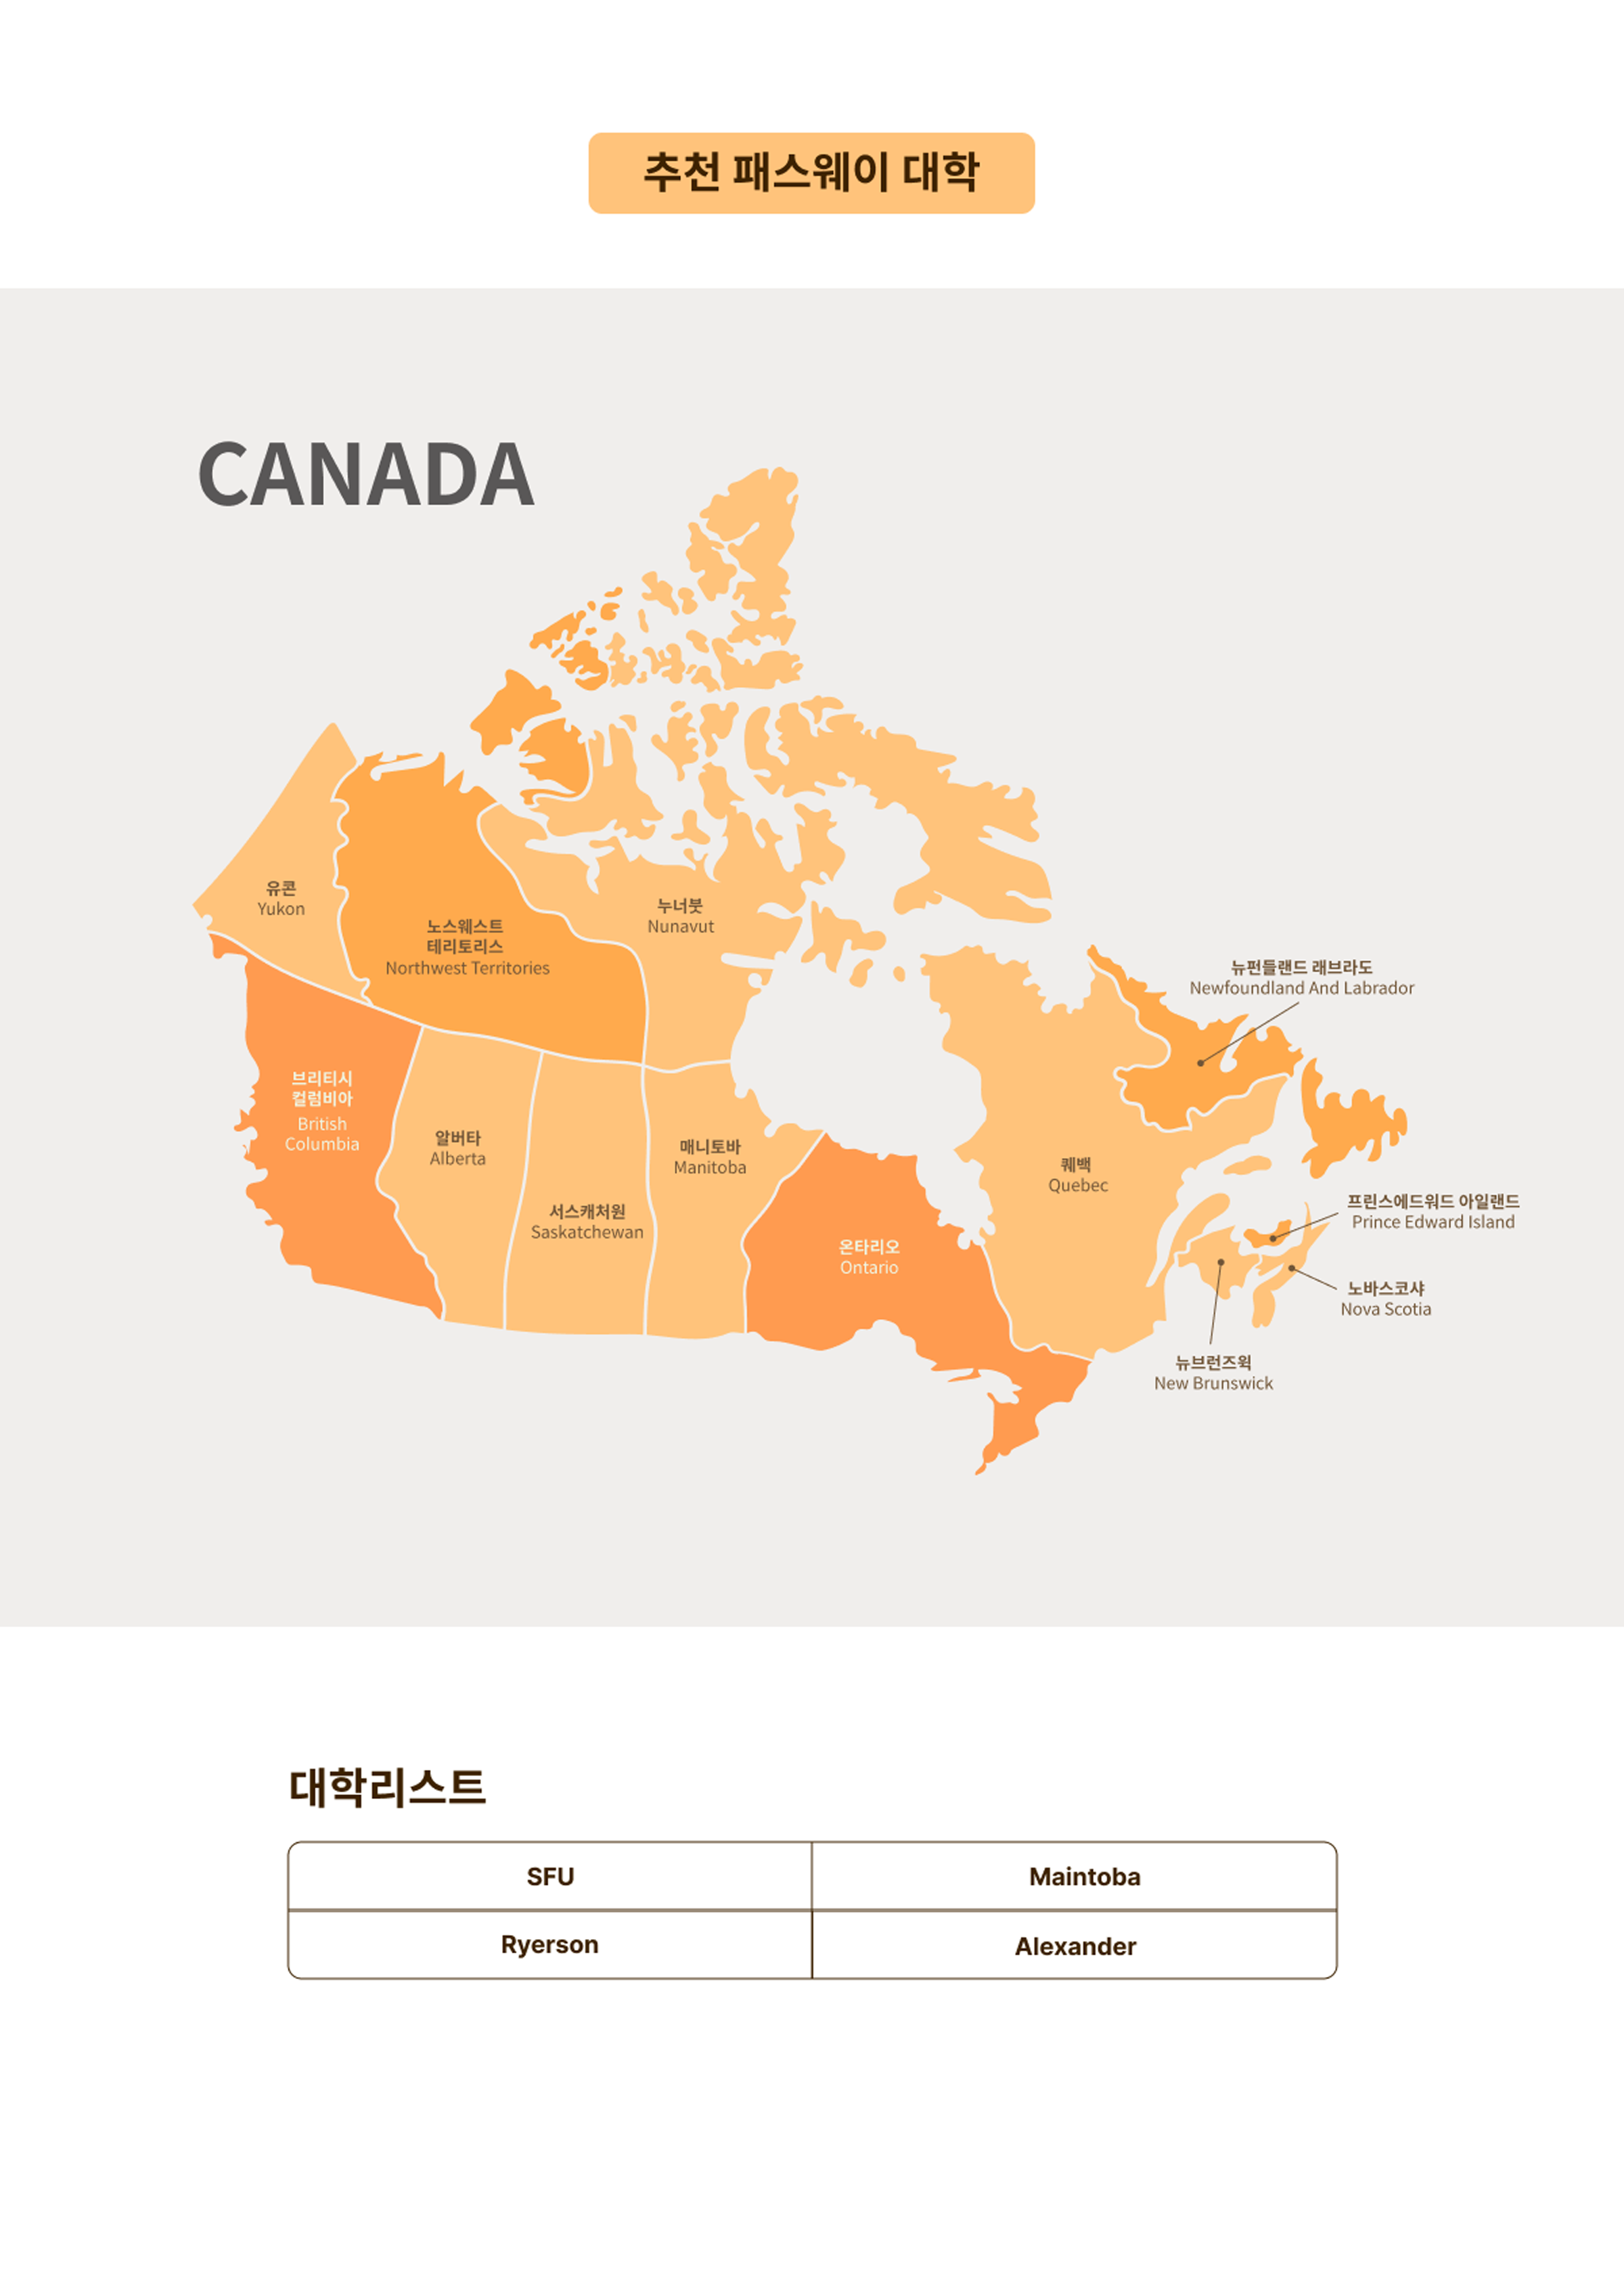 추천 패스웨이 대학
CANADA
유콘
Yukon
노스웨스트
테리토리스
Northwest Territories
누너붓
Nunavut
뉴펀들랜드 래브라도
Newfoundland And Labrador
브리티시
컬럼비아
British
Columbia
알버타
Alberta
서스캐처원
Saskatchewan
매니토바
Manitoba
온타리오
Ontario
퀘백
Quebec
프린스에드워드 아일랜드
Prince Edward Island
노바스코샤
Nova Scotia
뉴브런즈윅
New Brunswick
대학리스트
SFU
Maintoba
Ryerson
Alexander